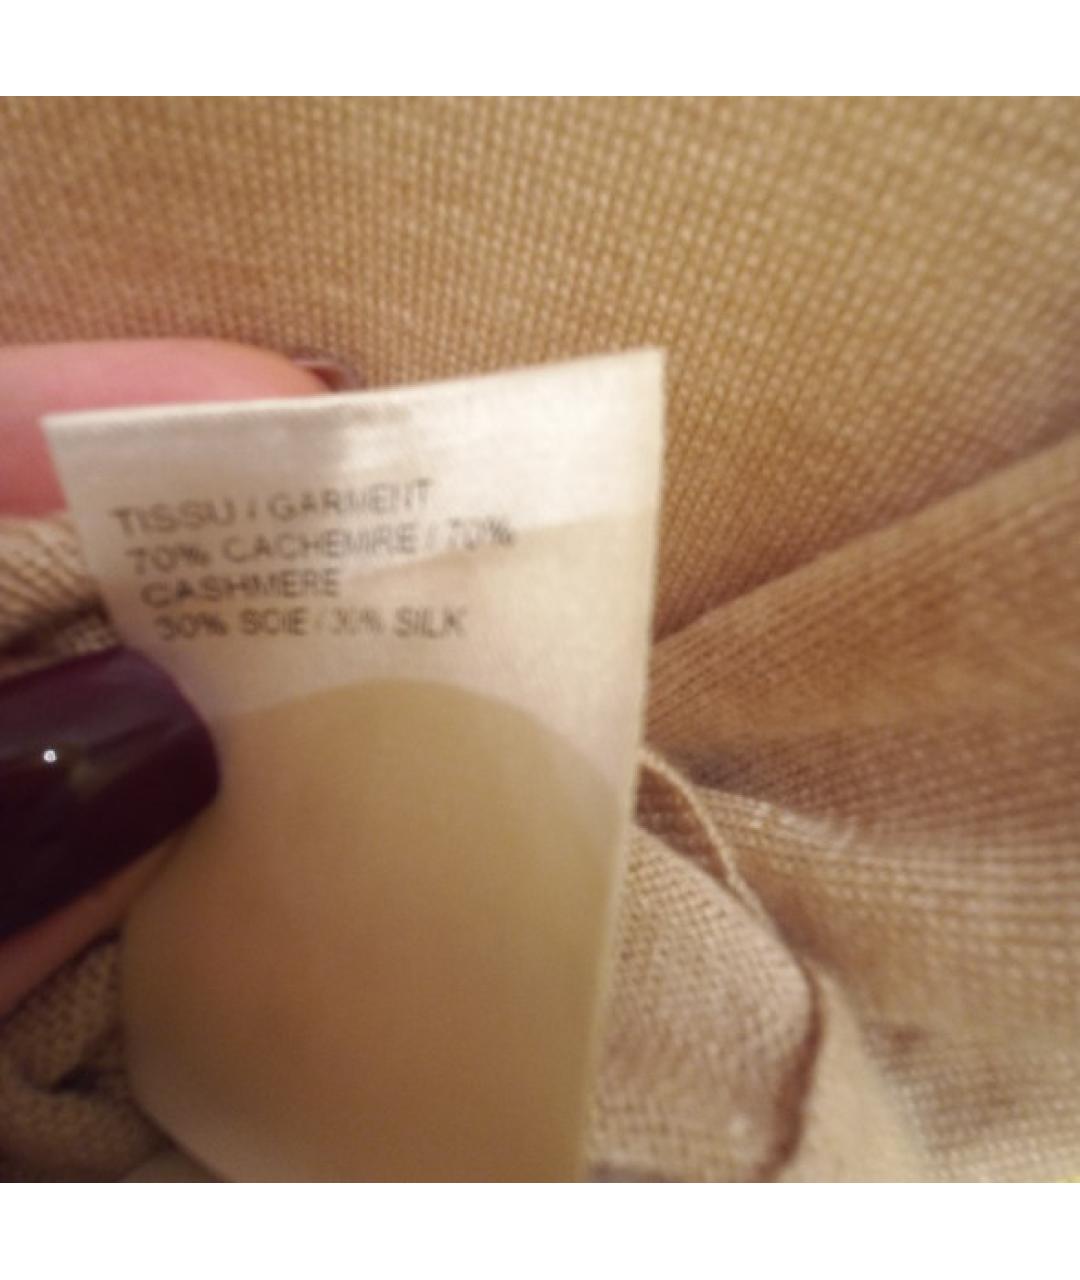 TISSU / GARMENT
70% CACHEMIRE / 70%
CASHMERE
30% SOIE / 30% SILK